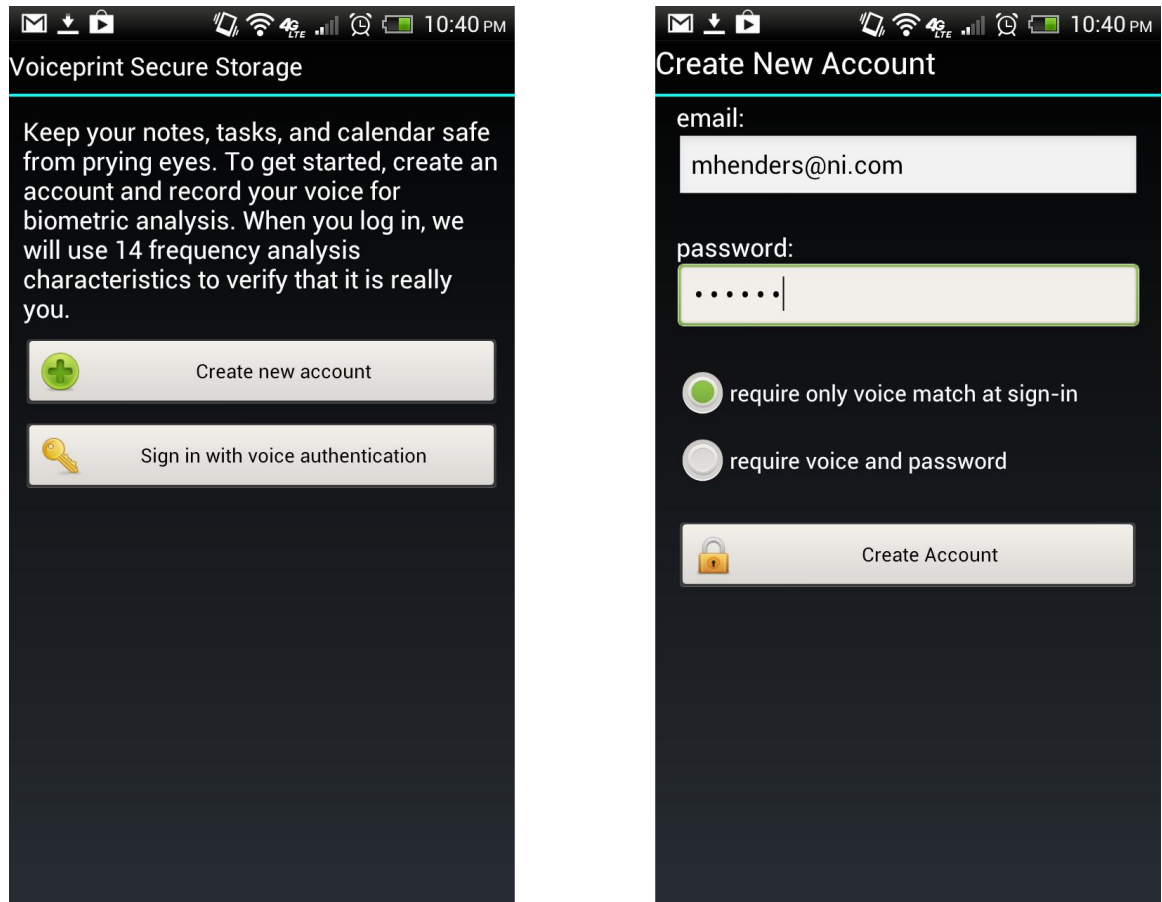 10:40 PM
Voiceprint Secure Storage
Keep your notes, tasks, and calendar safe
from prying eyes. To get started, create an
account and record your voice for
biometric analysis. When you log in, we
will use 14 frequency analysis
characteristics to verify that it is really
you.
Create new account
Sign in with voice authentication
4G LTE 10:40 PM
Create New Account
email:
mhenders@ni.com
password:
••••••
require only voice match at sign-in
require voice and password
Create Account